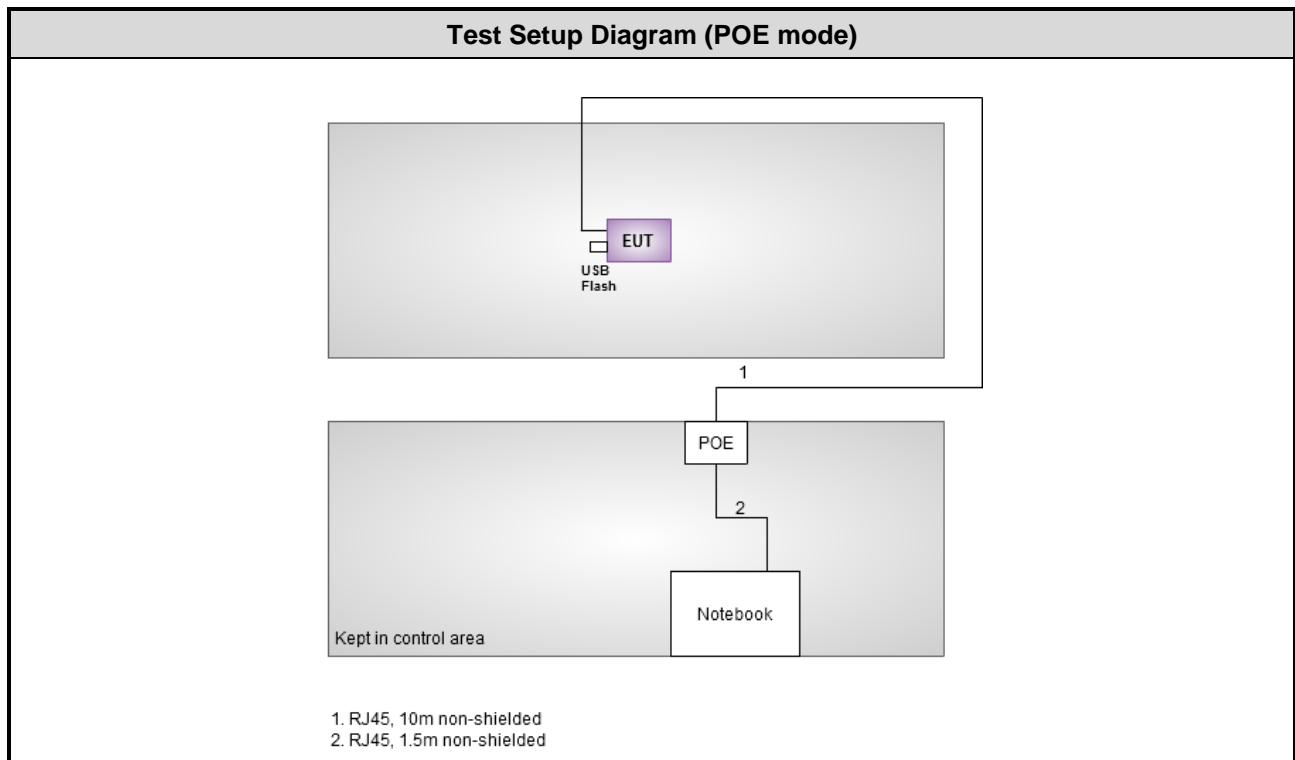 Test Setup Diagram (POE mode)
EUT
USB
Flash
1
POE
2
Notebook
Kept in control area
1. RJ45, 10m non-shielded
2. RJ45, 1.5m non-shielded